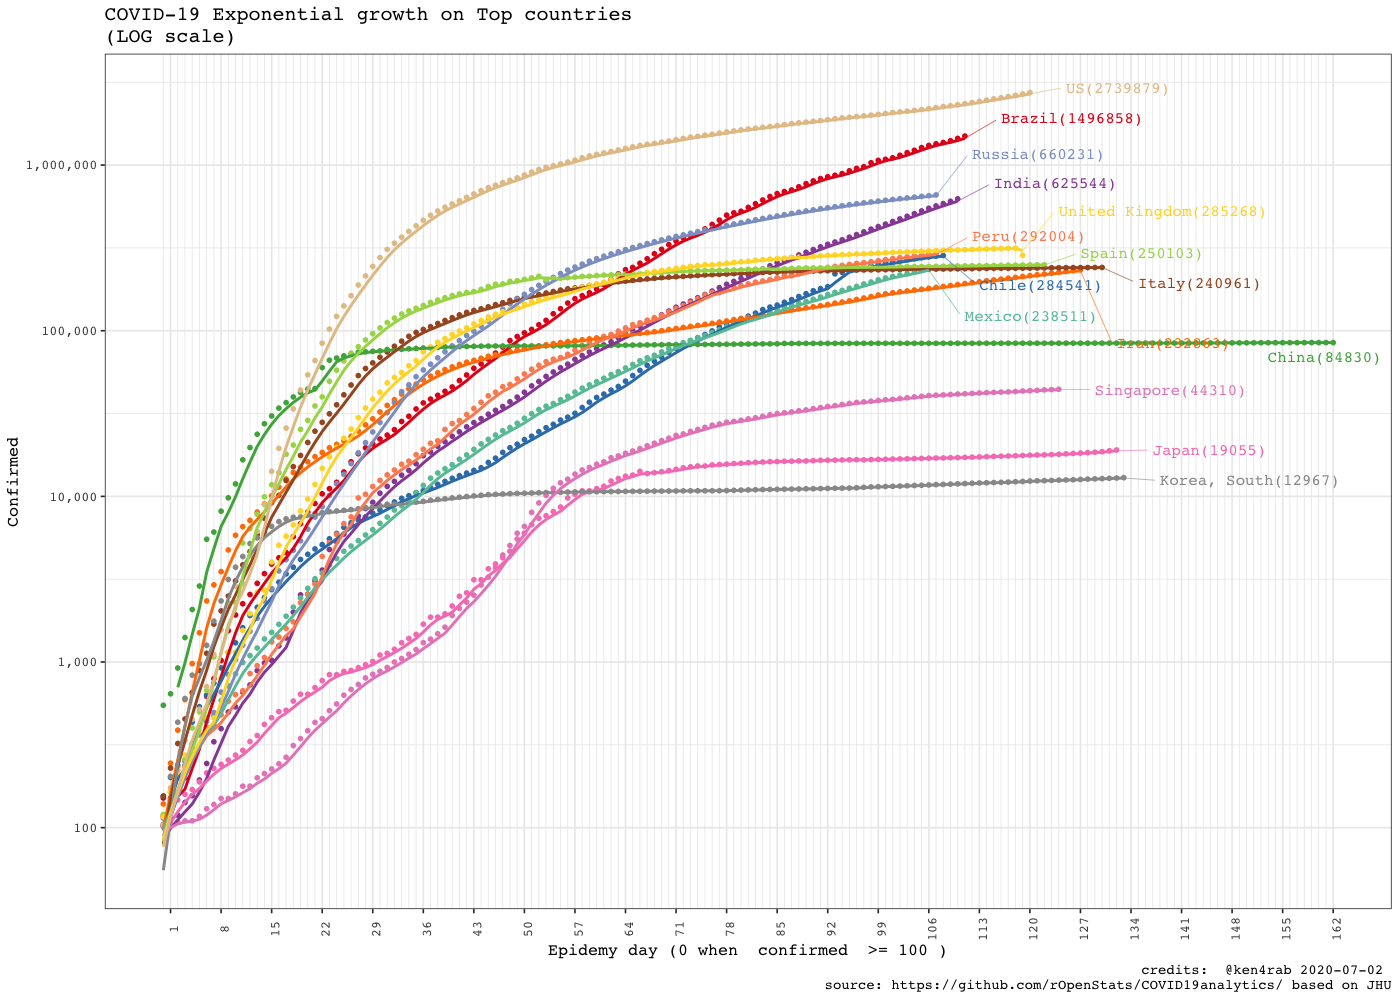 COVID-19 Exponential growth on Top countries
(LOG scale)
US(2739879)
Brazil(1496858)
Russia(660231)
India(625544)
United Kingdom(285268)
Peru(292004)
Spain(250103)
Italy(240961)
Chile(284541)
Mexico(238511)
China(84830)
Singapore(44310)
Japan(19055)
Korea, South(12967)
Confirmed
1,000,000
100,000
10,000
1,000
100
1 8 15 22 29 36 43 50 57 64 71 78 85 92 99 106 113 120 127 134 141 148 155 162
Epidemy day (0 when  confirmed  >= 100 )
credits:  @ken4rab 2020-07-02
source: https://github.com/rOpenStats/COVID19analytics/ based on JHU